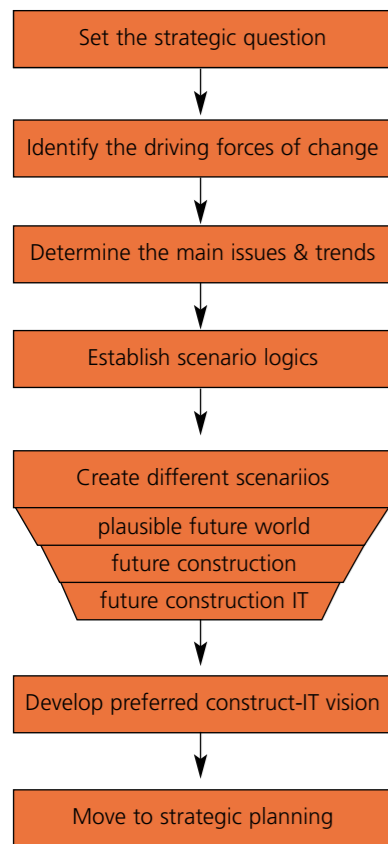 Set the strategic question
Identify the driving forces of change
Determine the main issues & trends
Establish scenario logics
Create different scenariios
plausible future world
future construction
future construction IT
Develop preferred construct-IT vision
Move to strategic planning